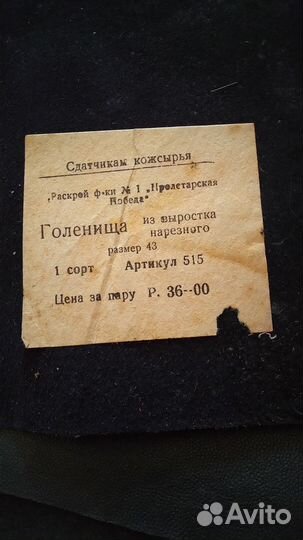 Сдатчикам кожсырья
„Раскрой ф-ки № 1 „Пролетарская
Победа"
Голенища из выростка
нарезного
размер 43
1 сорт Артикул 515
Цена за пару Р. 36--00
Avito